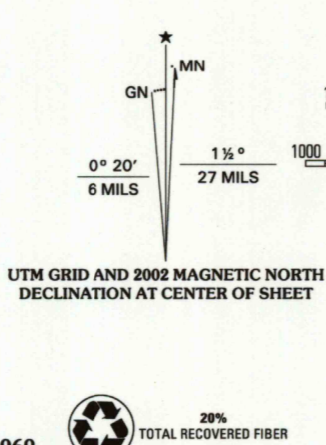 ★
MN
GN
0° 20′
6 MILS
1½°
27 MILS
1000
UTM GRID AND 2002 MAGNETIC NORTH
DECLINATION AT CENTER OF SHEET
20%
TOTAL RECOVERED FIBER